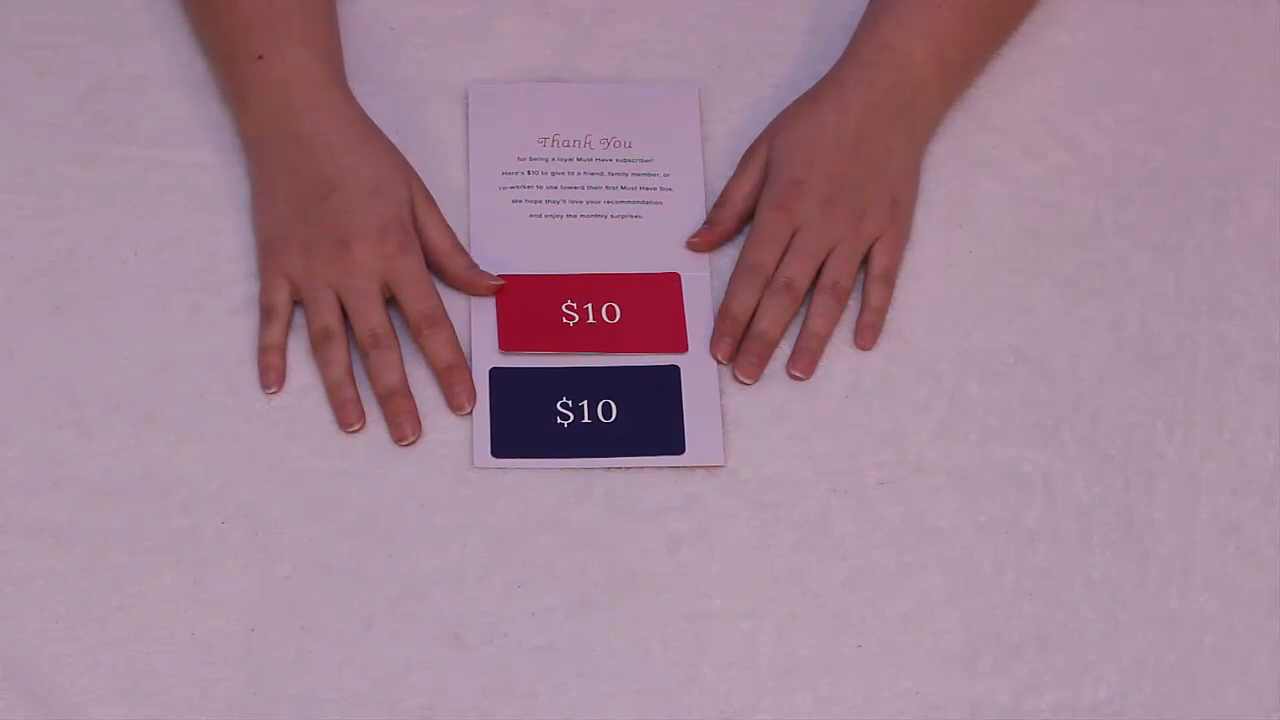 Thank You
for being a loyal Must Have subscriber!
Here's $10 to give to a friend, family member, or
co-worker to use toward their first Must Have box.
We hope they'll love your recommendation
and enjoy the monthly surprises.
$10
$10